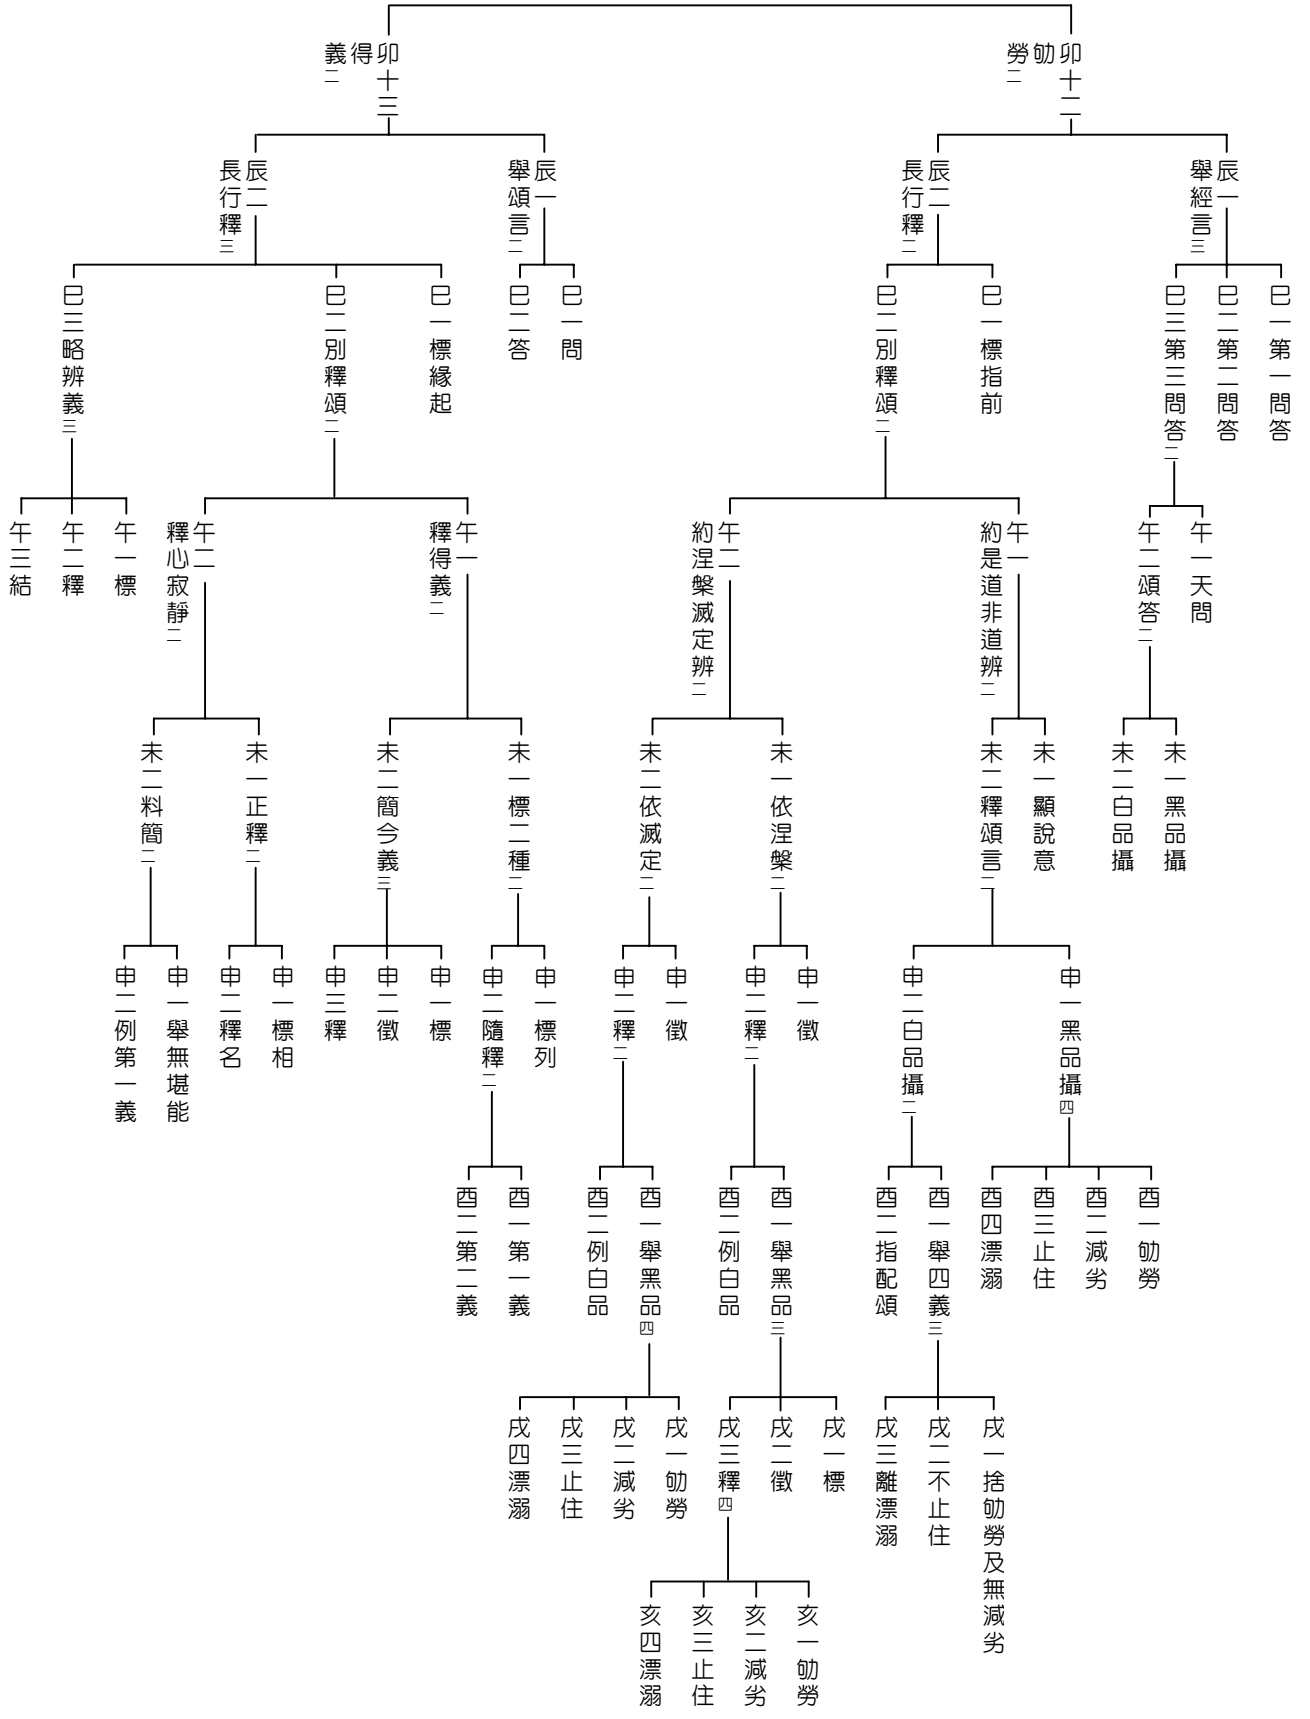 卯十二
劬勞二
卯十三
得義二
辰一
舉經言三
辰二
長行釋二
辰一
舉頌言二
辰二
長行釋三
巳一第一問答
巳二第二問答
巳三第三問答二
巳一標指前
巳二別釋頌二
巳一問
巳二答
巳一標緣起
巳二別釋頌二
巳三略辨義三
午一天問
午二頌答二
午一
約是道非道辨二
午二
約涅槃滅定辨二
午一
釋得義二
午二
釋心寂靜二
午一標
午二釋
午三結
未一黑品攝
未二白品攝
未一顯說意
未二釋頌言二
未一依涅槃二
未二依滅定二
未一標二種二
未二簡今義三
未一正釋二
未二料簡二
申一黑品攝四
申二白品攝二
申一徵
申二釋二
申一徵
申二釋二
申一標列
申二隨釋二
申一標
申二徵
申三釋
申一標相
申二釋名
申一舉無堪能
申二例第一義
酉一劬勞
酉二減劣
酉三止住
酉四漂溺
酉一舉四義三
酉二指配頌
酉一舉黑品三
酉二例白品
酉一舉黑品四
酉二例白品
酉一第一義
酉二第二義
戌一捨劬勞及無減劣
戌二不止住
戌三離漂溺
戌一標
戌二徵
戌三釋四
戌一劬勞
戌二減劣
戌三止住
戌四漂溺
亥一劬勞
亥二減劣
亥三止住
亥四漂溺